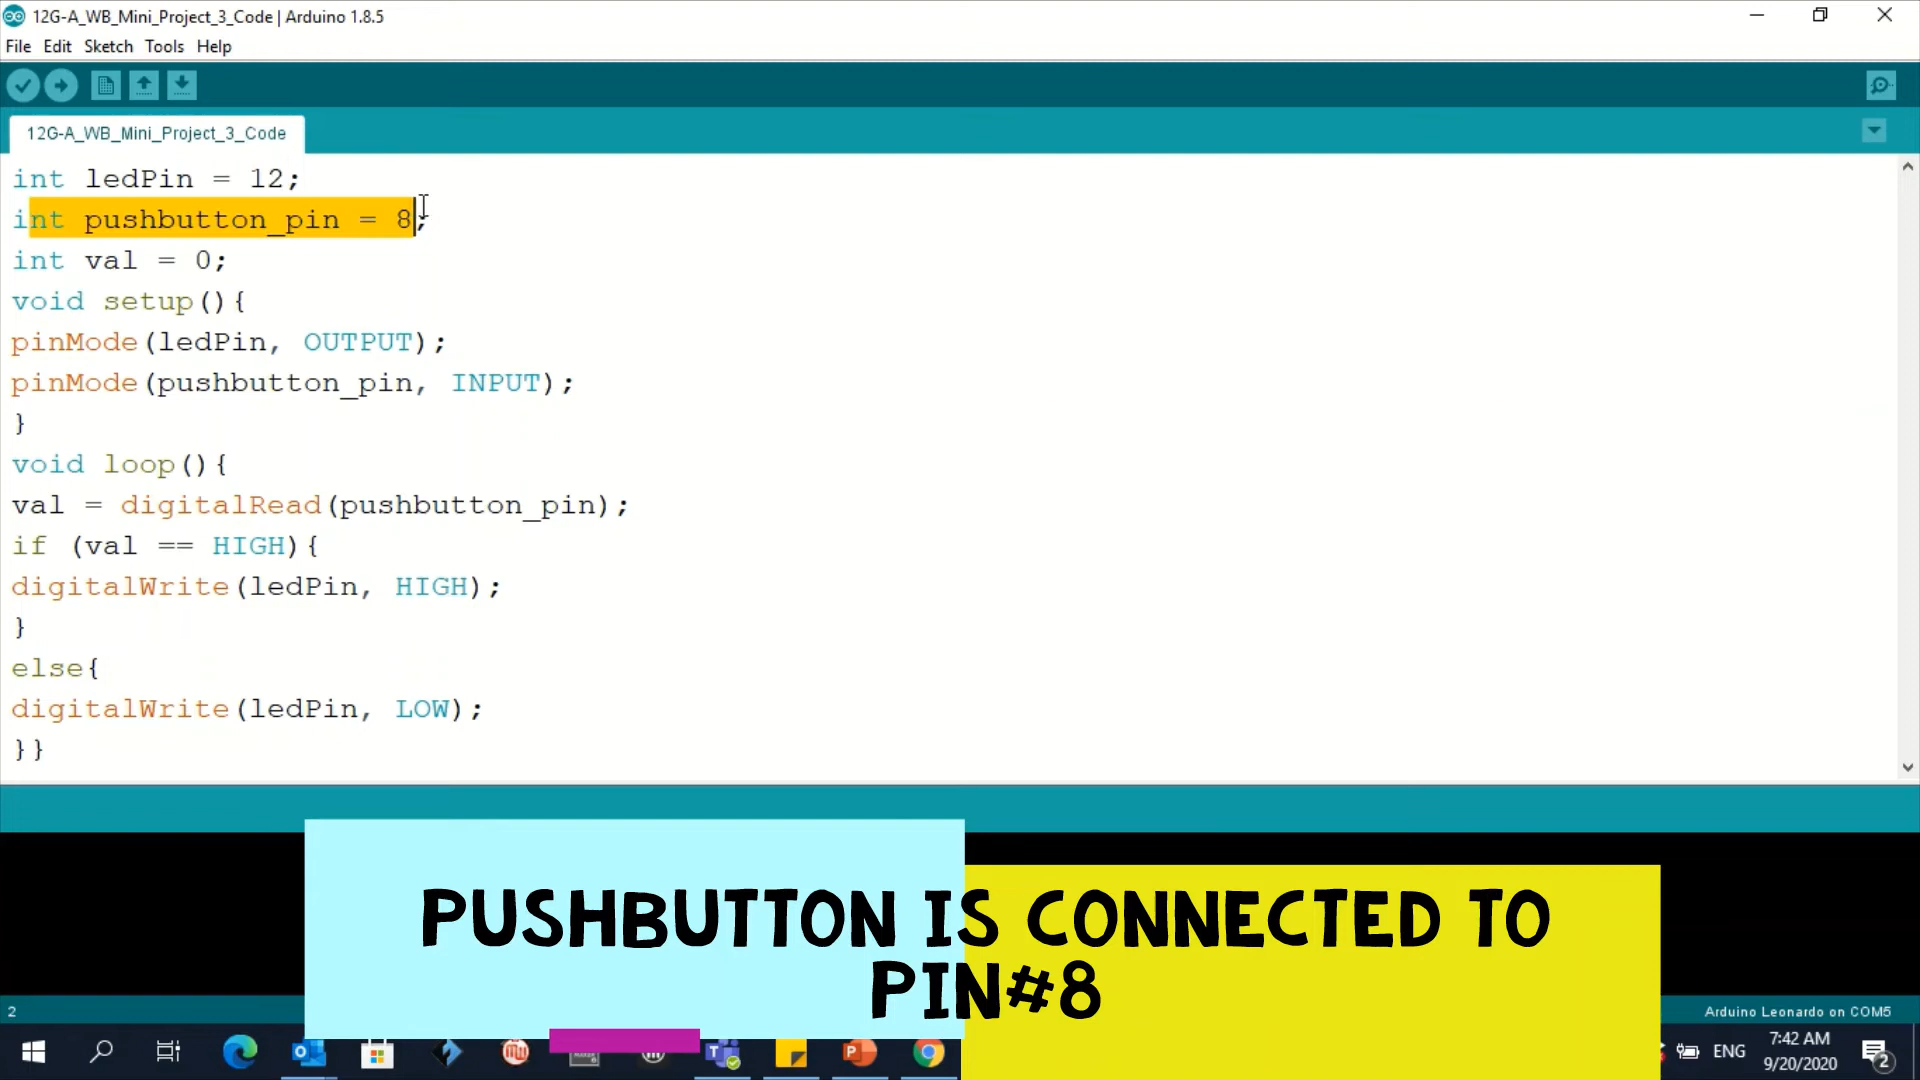 12G-A_WB_Mini_Project_3_Code | Arduino 1.8.5
File Edit Sketch Tools Help
12G-A_WB_Mini_Project_3_Code
int ledPin = 12;
int pushbutton_pin = 8;
int val = 0;
void setup(){
pinMode(ledPin, OUTPUT);
pinMode(pushbutton_pin, INPUT);
}
void loop(){
val = digitalRead(pushbutton_pin);
if (val == HIGH){
digitalWrite(ledPin, HIGH);
}
else{
digitalWrite(ledPin, LOW);
}}
PUSHBUTTON IS CONNECTED TO
PIN#8
2
Arduino Leonardo on COM5
ENG
7:42 AM
9/20/2020
2